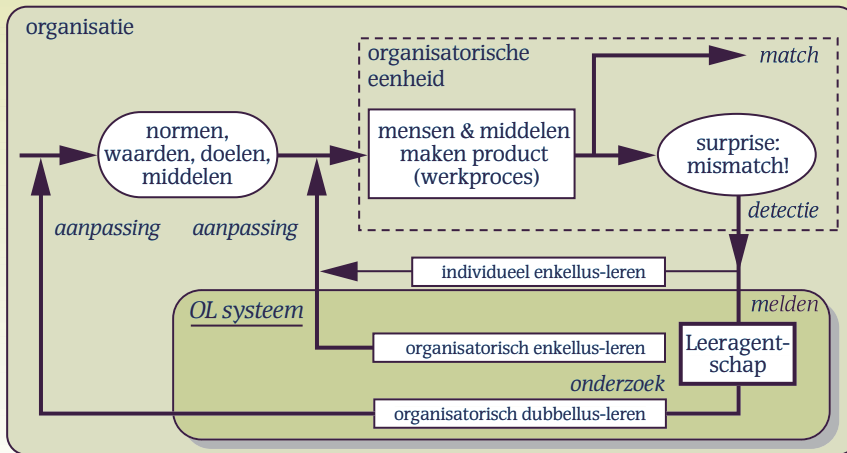 organisatie
organisatorische
eenheid
match
normen,
waarden, doelen,
middelen
mensen & middelen
maken product
(werkproces)
surprise:
mismatch!
aanpassing
aanpassing
detectie
individueel enkellus-leren
melden
OL systeem
organisatorisch enkellus-leren
Leeragent-
schap
onderzoek
organisatorisch dubbellus-leren